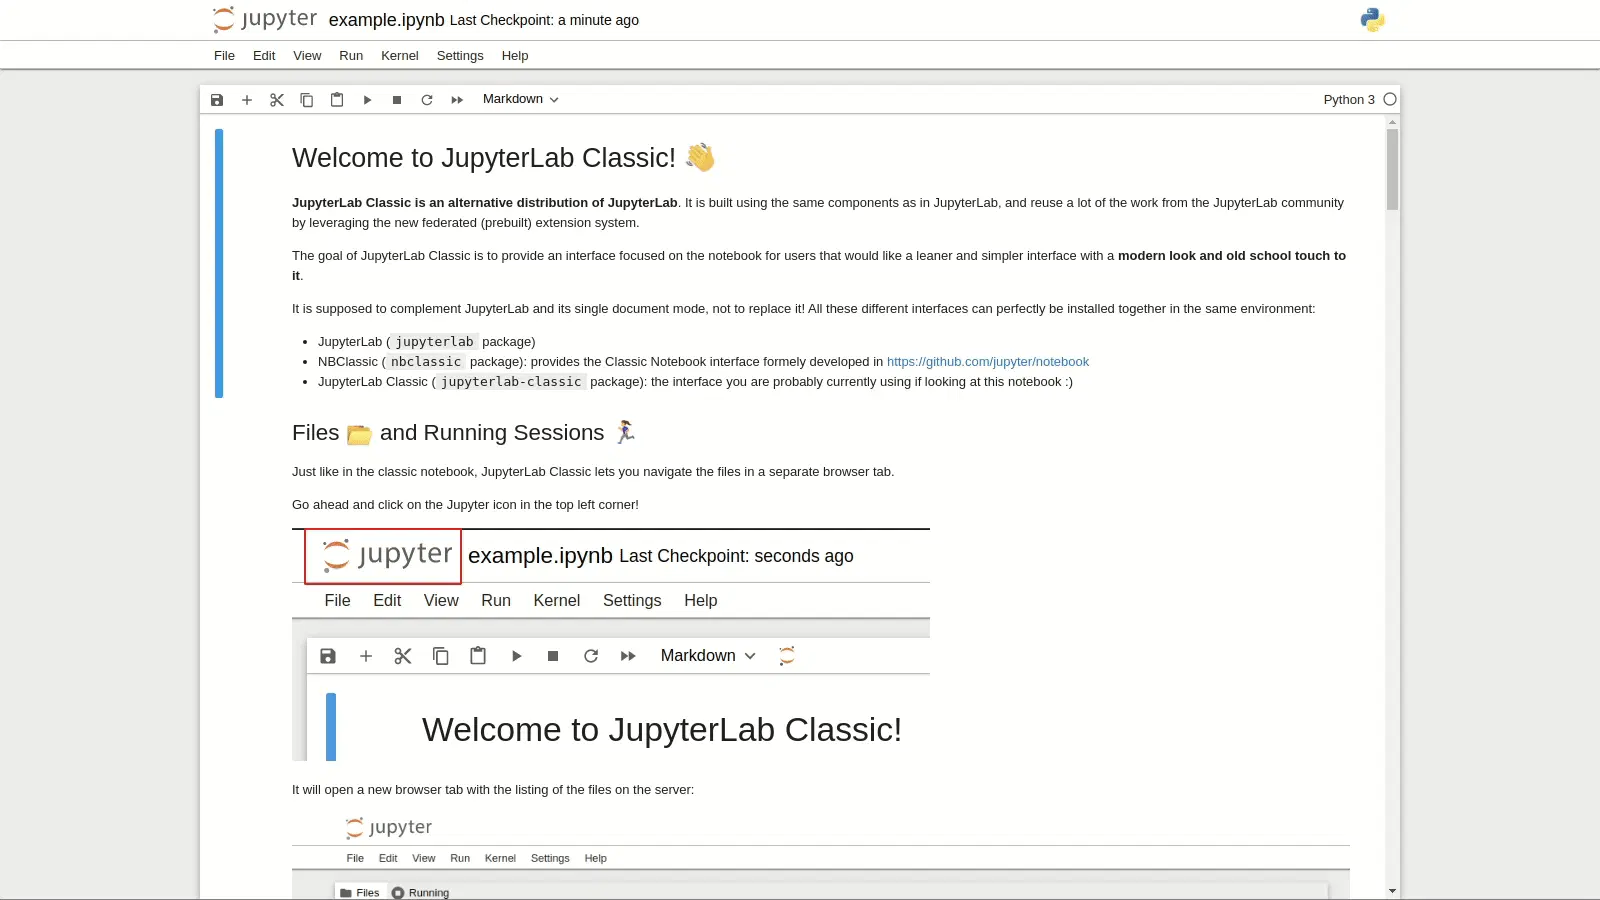 jupyter example.ipynb Last Checkpoint: a minute ago
File Edit View Run Kernel Settings Help
Markdown Python 3
Welcome to JupyterLab Classic! 👋
JupyterLab Classic is an alternative distribution of JupyterLab. It is built using the same components as in JupyterLab, and reuse a lot of the work from the JupyterLab community
by leveraging the new federated (prebuilt) extension system.
The goal of JupyterLab Classic is to provide an interface focused on the notebook for users that would like a leaner and simpler interface with a modern look and old school touch to
it.
It is supposed to complement JupyterLab and its single document mode, not to replace it! All these different interfaces can perfectly be installed together in the same environment:
• JupyterLab ( jupyterlab package)
• NBClassic ( nbclassic package): provides the Classic Notebook interface formely developed in https://github.com/jupyter/notebook
• JupyterLab Classic ( jupyterlab-classic package): the interface you are probably currently using if looking at this notebook :)
Files 📂 and Running Sessions 🏃‍♀️
Just like in the classic notebook, JupyterLab Classic lets you navigate the files in a separate browser tab.
Go ahead and click on the Jupyter icon in the top left corner!
jupyter example.ipynb Last Checkpoint: seconds ago
File Edit View Run Kernel Settings Help
Markdown
Welcome to JupyterLab Classic!
It will open a new browser tab with the listing of the files on the server:
jupyter
File Edit View Run Kernel Settings Help
Files Running